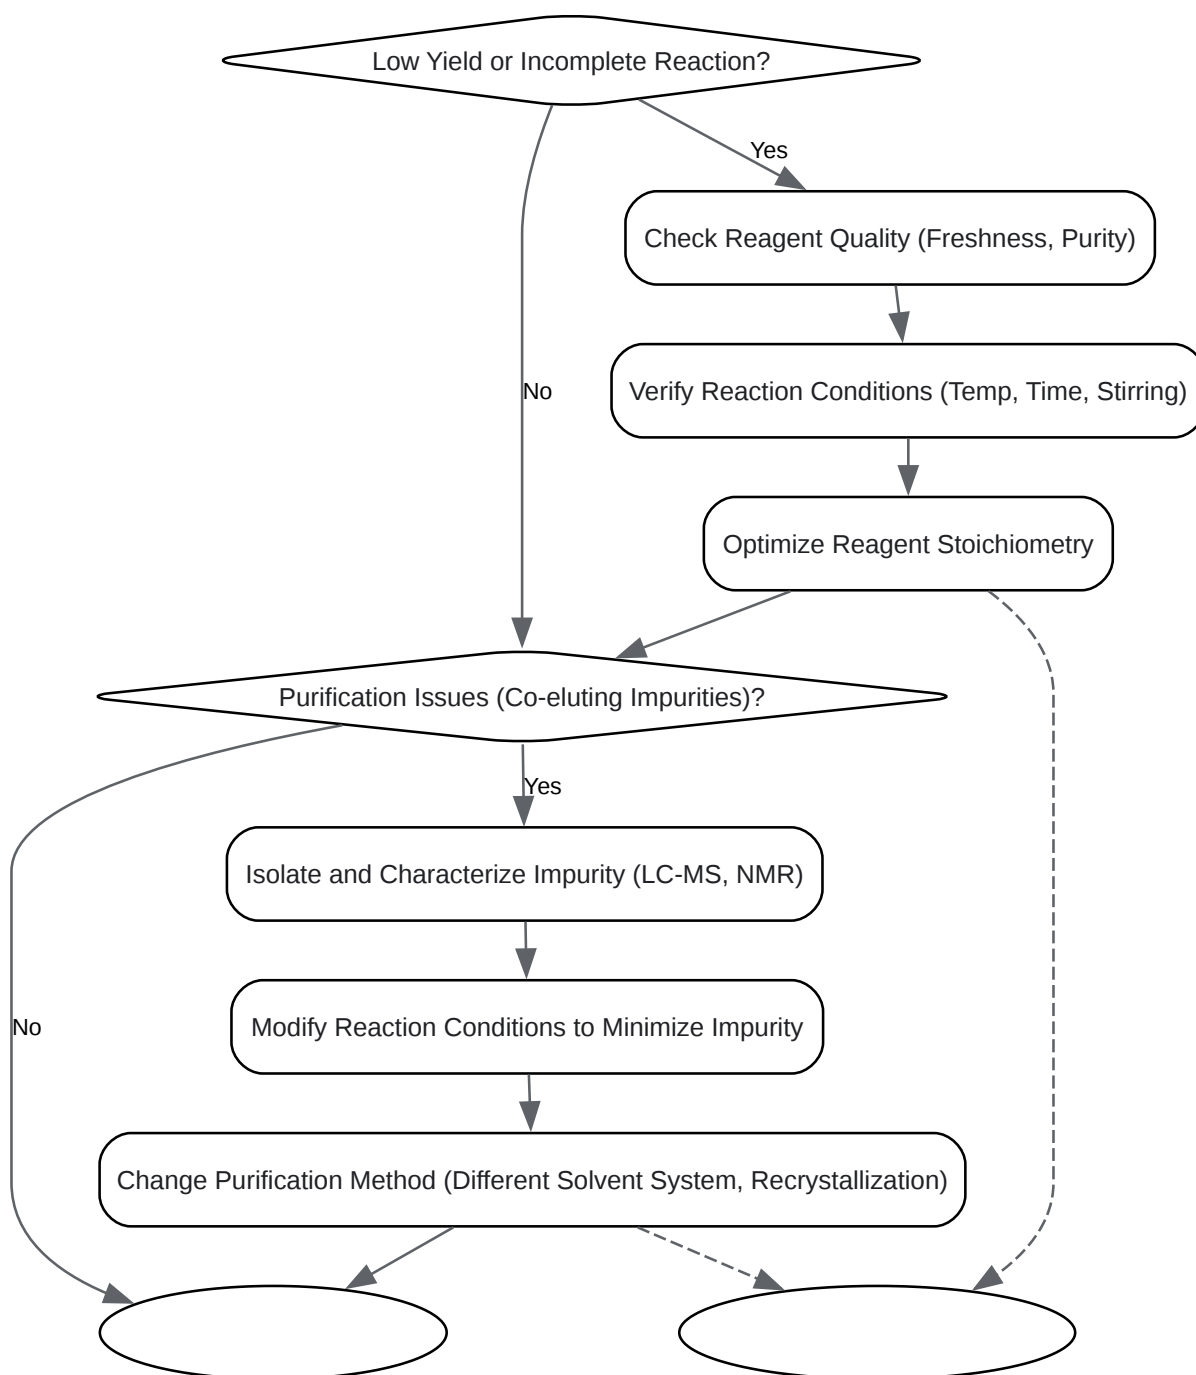 Low Yield or Incomplete Reaction?
Yes
Check Reagent Quality (Freshness, Purity)
Verify Reaction Conditions (Temp, Time, Stirring)
No
Optimize Reagent Stoichiometry
Purification Issues (Co-eluting Impurities)?
Yes
Isolate and Characterize Impurity (LC-MS, NMR)
No
Modify Reaction Conditions to Minimize Impurity
Change Purification Method (Different Solvent System, Recrystallization)